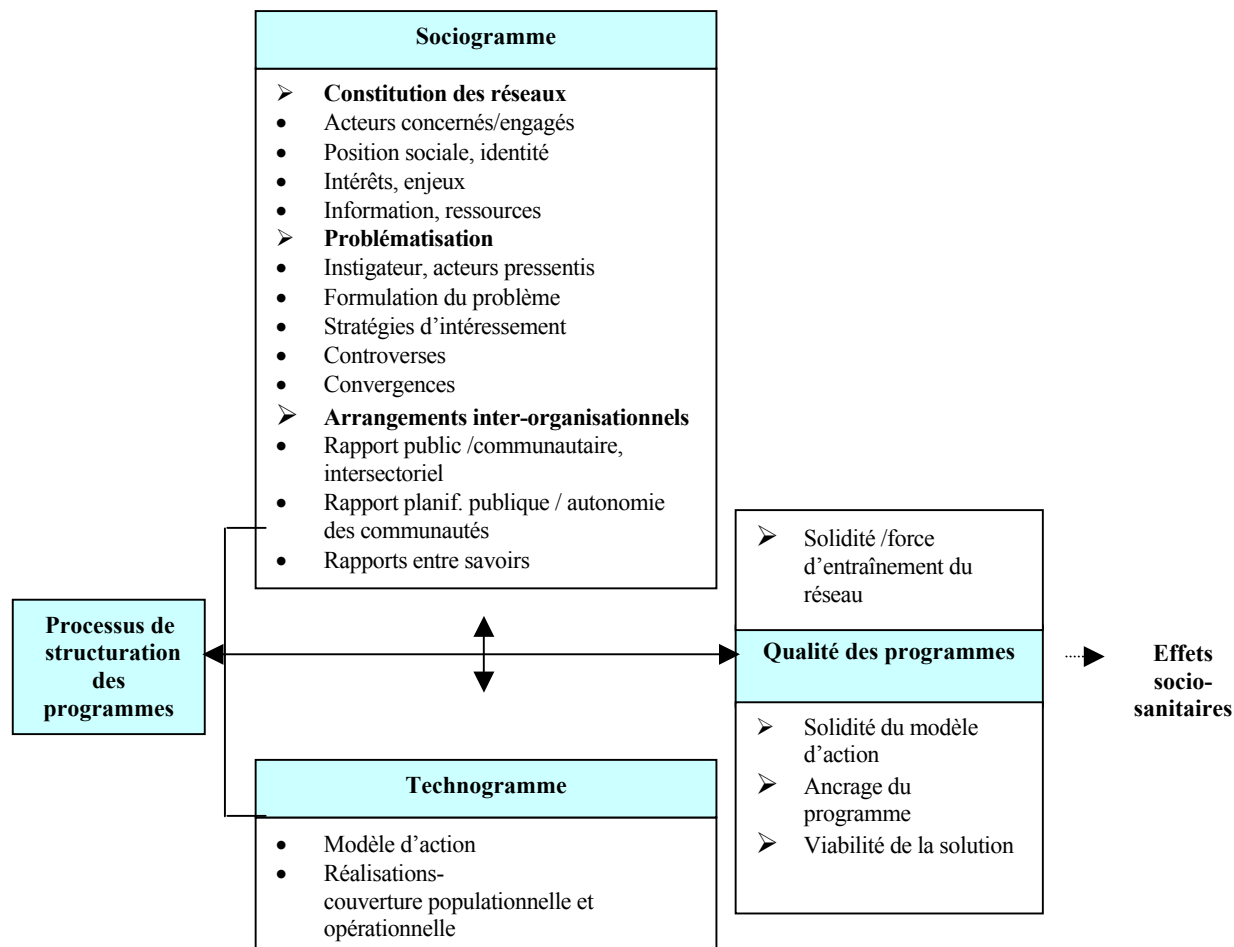 Sociogramme
➢ Constitution des réseaux
• Acteurs concernés/engagés
• Position sociale, identité
• Intérêts, enjeux
• Information, ressources
➢ Problématisation
• Instigateur, acteurs pressentis
• Formulation du problème
• Stratégies d’intéressement
• Controverses
• Convergences
➢ Arrangements inter-organisationnels
• Rapport public /communautaire,
intersectoriel
• Rapport planif. publique / autonomie
des communautés
• Rapports entre savoirs
Processus de
structuration
des
programmes
Technogramme
• Modèle d’action
• Réalisations-
couverture populationnelle et
opérationnelle
➢ Solidité /force
d’entraînement du
réseau
Qualité des programmes
➢ Solidité du modèle
d’action
➢ Ancrage du
programme
➢ Viabilité de la solution
Effets
socio-
sanitaires